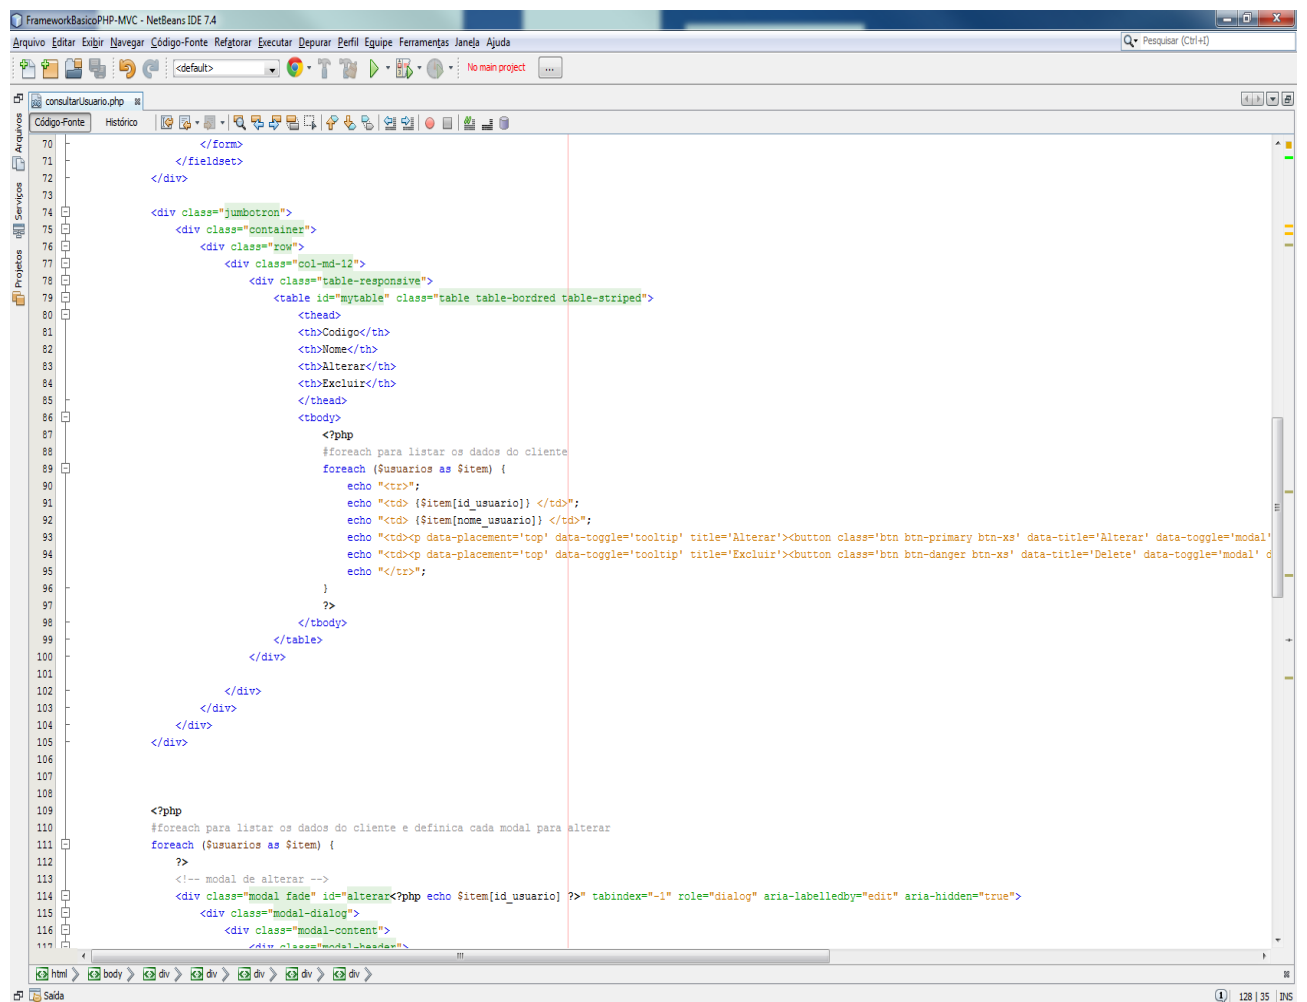 FrameworkBasicoPHP-MVC - NetBeans IDE 7.4
Arquivo Editar Exibir Navegar Código-Fonte Refatorar Executar Depurar Perfil Equipe Ferramentas Janela Ajuda
Pesquisar (Ctrl+I)
<default>
No main project
...
consultarUsuario.php
Código-Fonte Histórico
Arquivos
Serviços
Projetos
70 </form>
71 </fieldset>
72 </div>
73
74 <div class="jumbotron">
75 <div class="container">
76 <div class="row">
77 <div class="col-md-12">
78 <div class="table-responsive">
79 <table id="mytable" class="table table-bordred table-striped">
80 <thead>
81 <th>Codigo</th>
82 <th>Nome</th>
83 <th>Alterar</th>
84 <th>Excluir</th>
85 </thead>
86 <tbody>
87 <?php
88 #foreach para listar os dados do cliente
89 foreach ($usuarios as $item) {
90 echo "<tr>";
91 echo "<td> {$item[id_usuario]} </td>";
92 echo "<td> {$item[nome_usuario]} </td>";
93 echo "<td><p data-placement='top' data-toggle='tooltip' title='Alterar'><button class='btn btn-primary btn-xs' data-title='Alterar' data-toggle='modal'
94 echo "<td><p data-placement='top' data-toggle='tooltip' title='Excluir'><button class='btn btn-danger btn-xs' data-title='Delete' data-toggle='modal' d
95 echo "</tr>";
96 }
97 ?>
98 </tbody>
99 </table>
100 </div>
101
102 </div>
103 </div>
104 </div>
105 </div>
106
107
108
109 <?php
110 #foreach para listar os dados do cliente e definica cada modal para alterar
111 foreach ($usuarios as $item) {
112 ?>
113 <!-- modal de alterar -->
114 <div class="modal fade" id="alterar<?php echo $item[id_usuario] ?>" tabindex="-1" role="dialog" aria-labelledby="edit" aria-hidden="true">
115 <div class="modal-dialog">
116 <div class="modal-content">
117 <div class="modal-header">
html body div div div div div
Saída
1 128 | 35 INS